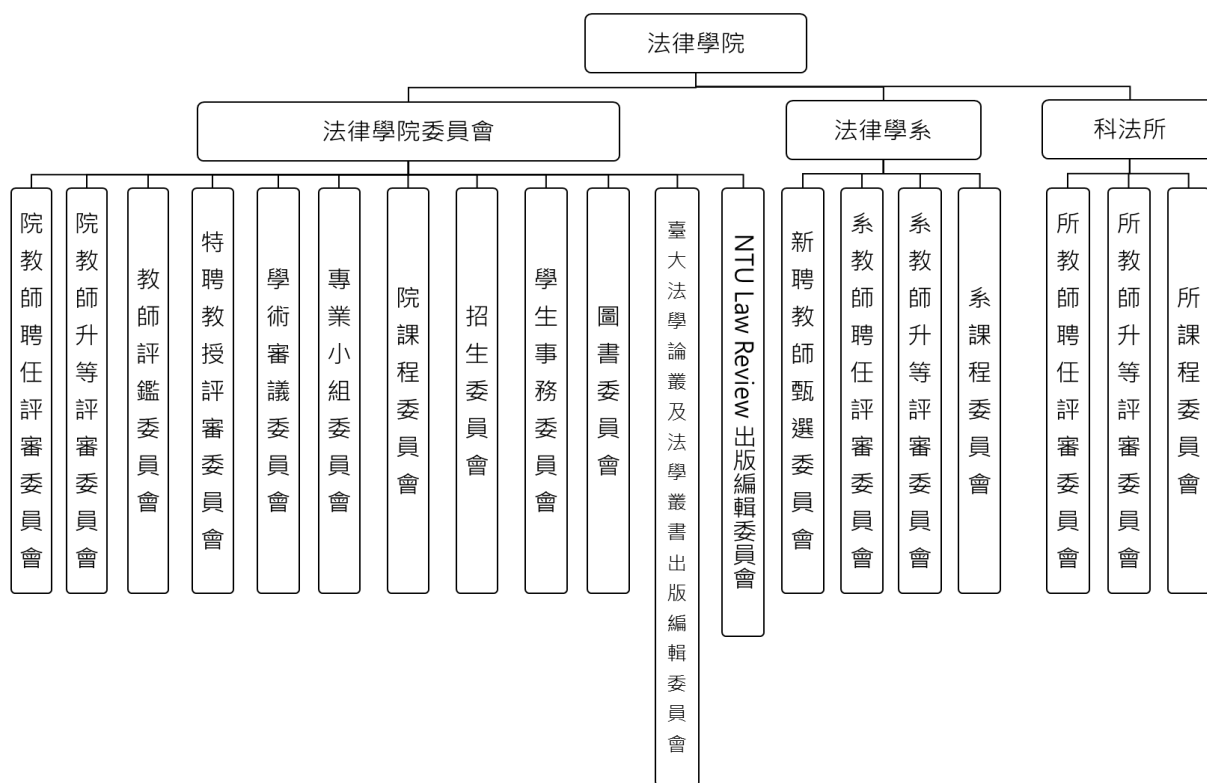 法律學院
法律學院委員會
法律學系
科法所
院教師聘任評審委員會
院教師升等評審委員會
教師評鑑委員會
特聘教授評審委員會
學術審議委員會
專業小組委員會
院課程委員會
招生委員會
學生事務委員會
圖書委員會
臺大法學論叢及法學叢書出版編輯委員會
NTU Law Review 出版編輯委員會
新聘教師甄選委員會
系教師聘任評審委員會
系教師升等評審委員會
系課程委員會
所教師聘任評審委員會
所教師升等評審委員會
所課程委員會